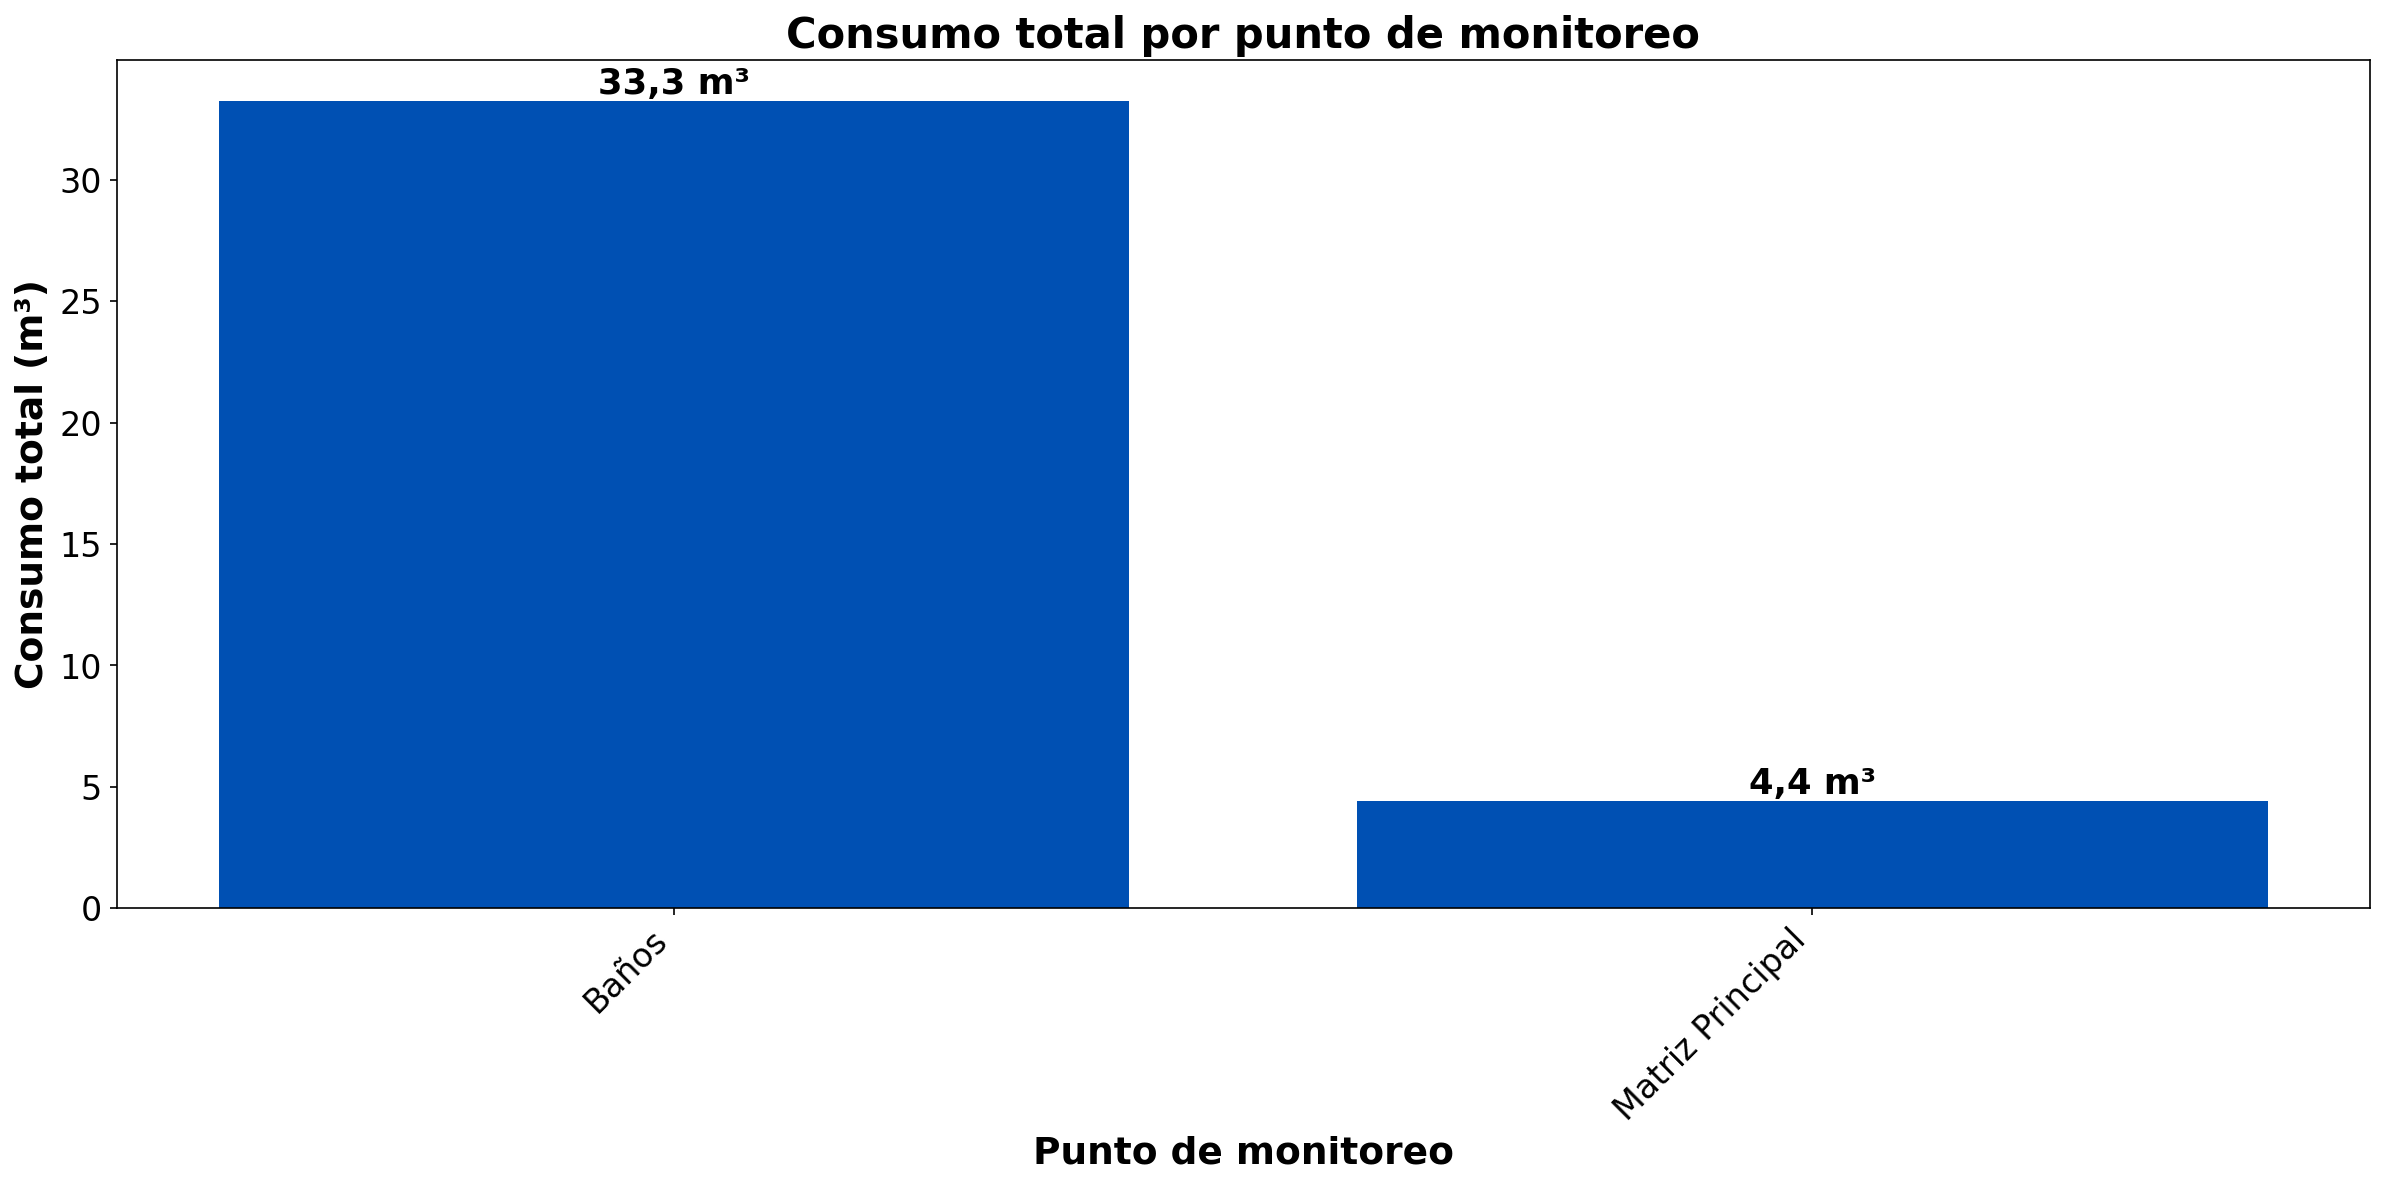 Consumo total por punto de monitoreo
33,3 m³
4,4 m³
Consumo total (m³)
30
25
20
15
10
5
0
Baños
Matriz Principal
Punto de monitoreo